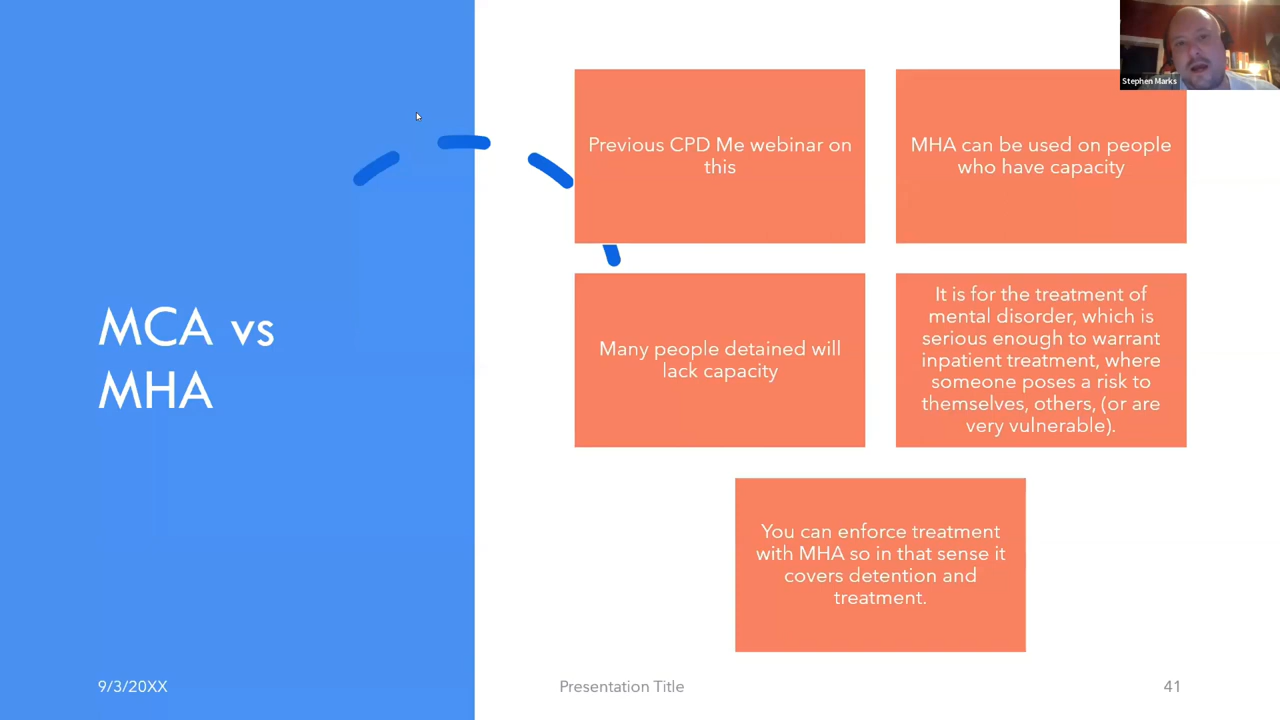 Stephen Marks
MCA vs
MHA
Previous CPD Me webinar on
this
MHA can be used on people
who have capacity
Many people detained will
lack capacity
It is for the treatment of
mental disorder, which is
serious enough to warrant
inpatient treatment, where
someone poses a risk to
themselves, others, (or are
very vulnerable).
You can enforce treatment
with MHA so in that sense it
covers detention and
treatment.
9/3/20XX
Presentation Title
41